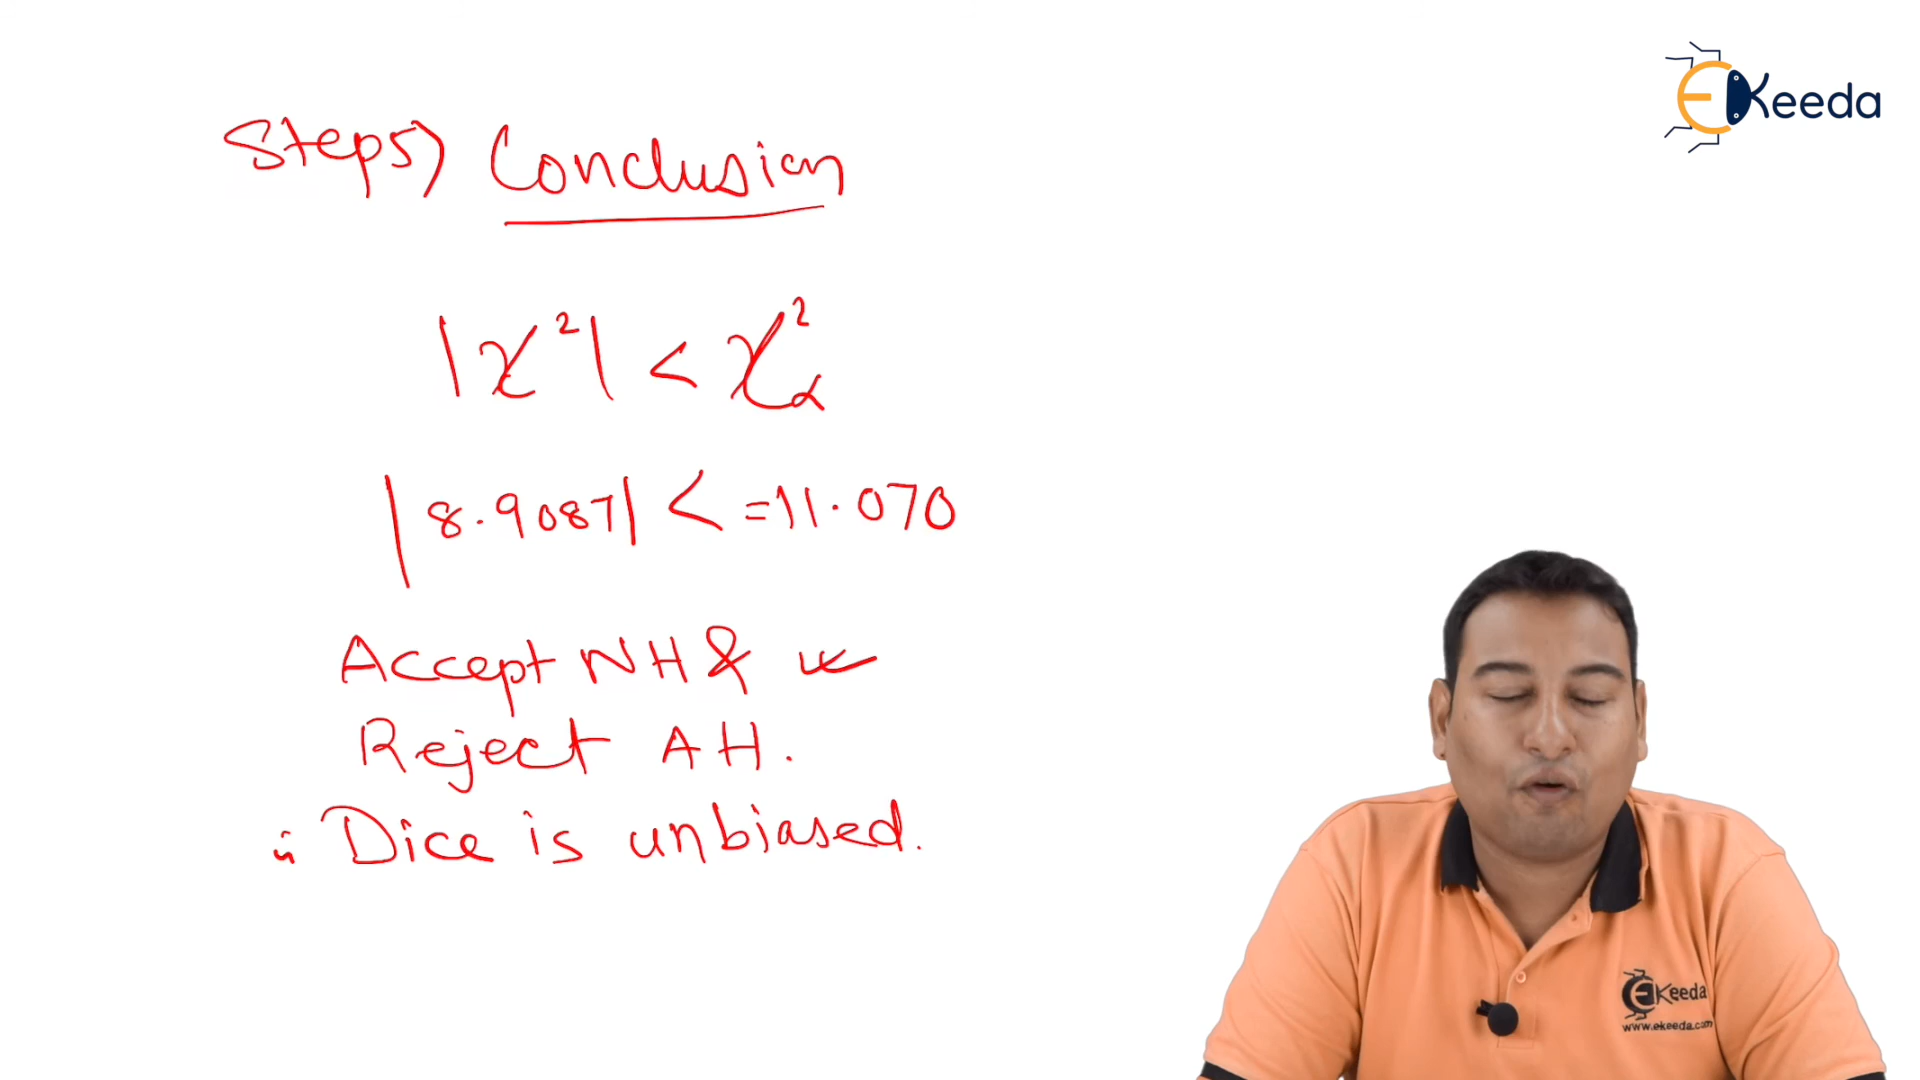 EKeeda
Step5) Conclusion
|χ²| < χ²α
|8.9087| < =11.070
Accept NH &
Reject AH.
∴ Dice is unbiased.
EKeeda
www.ekeeda.com